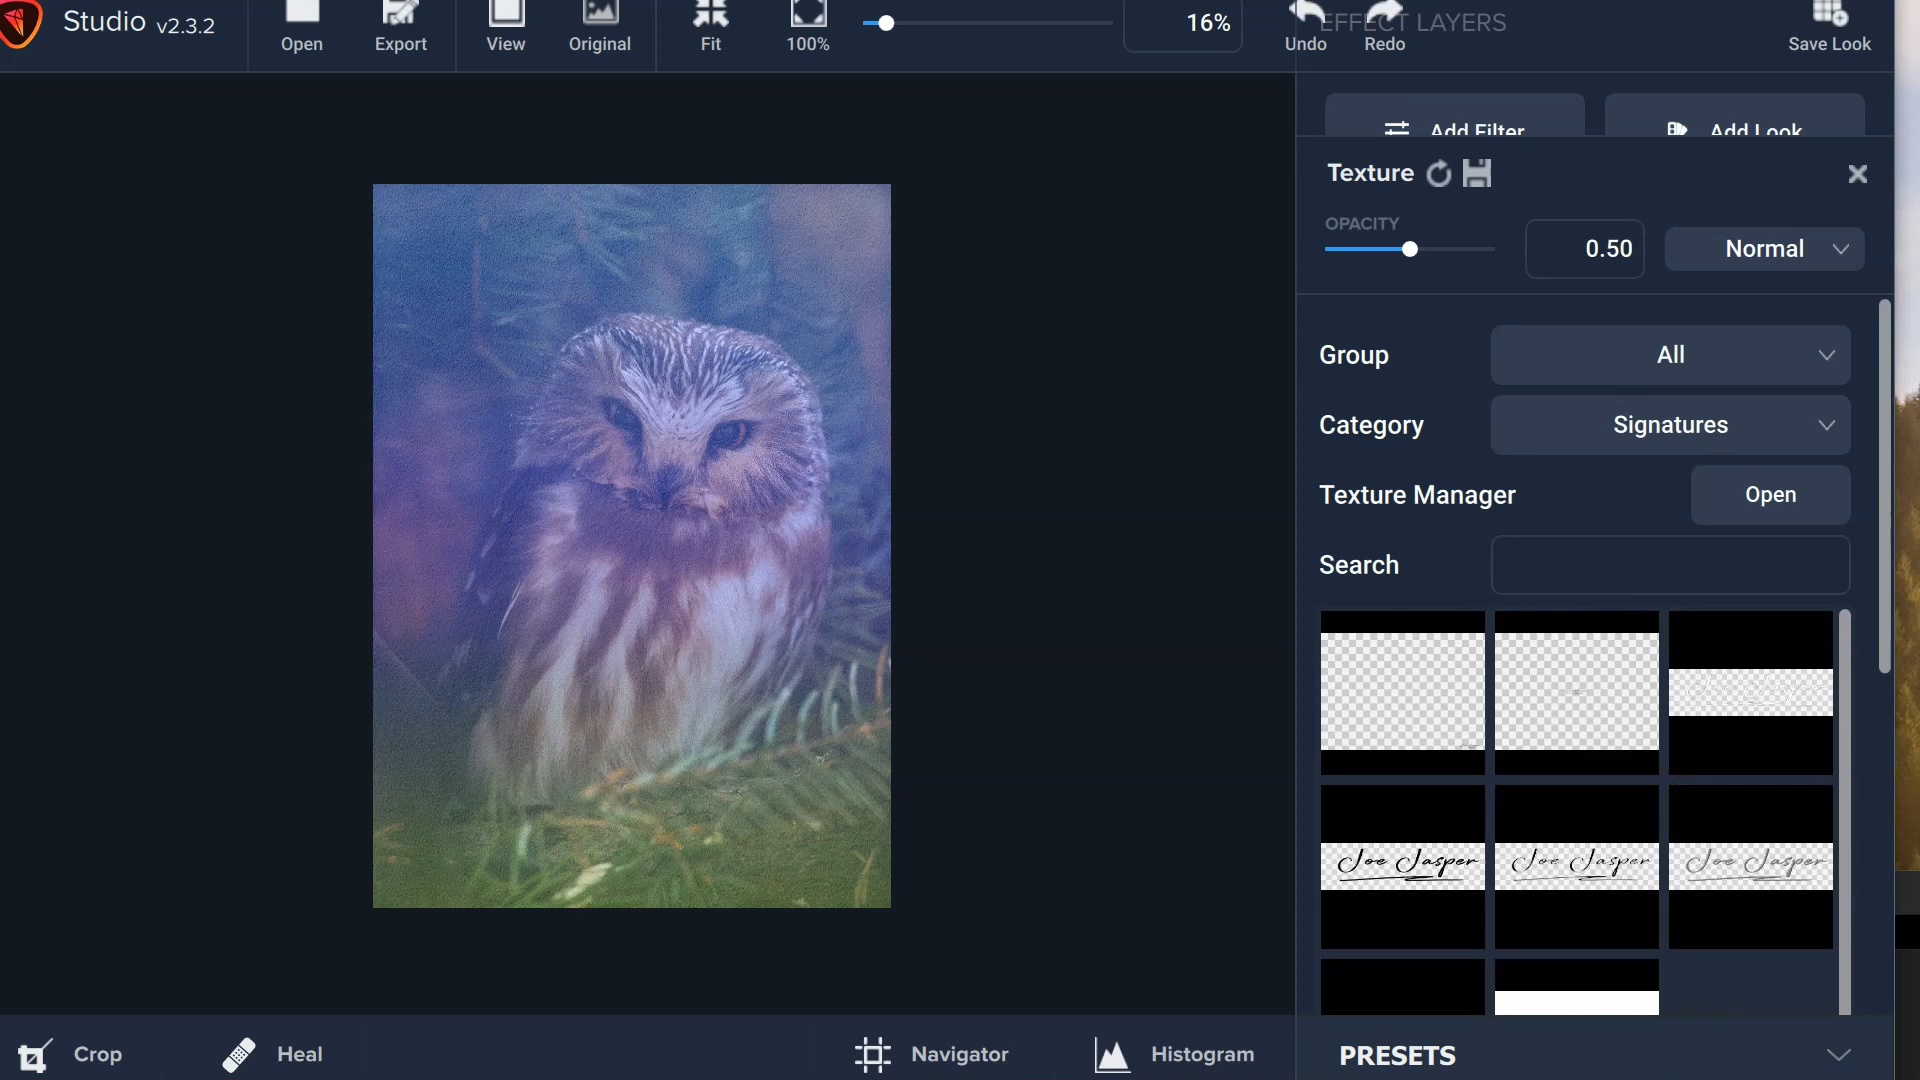 Studio v2.3.2
Open
Export
View
Original
Fit
100%
16%
Undo
Redo
EFFECT LAYERS
Save Look
Add Filter
Add Look
Texture
OPACITY
0.50
Normal
Group
All
Category
Signatures
Texture Manager
Open
Search
Joe Jasper
Joe Jasper
Joe Jasper
Joe Jasper
Crop
Heal
Navigator
Histogram
PRESETS